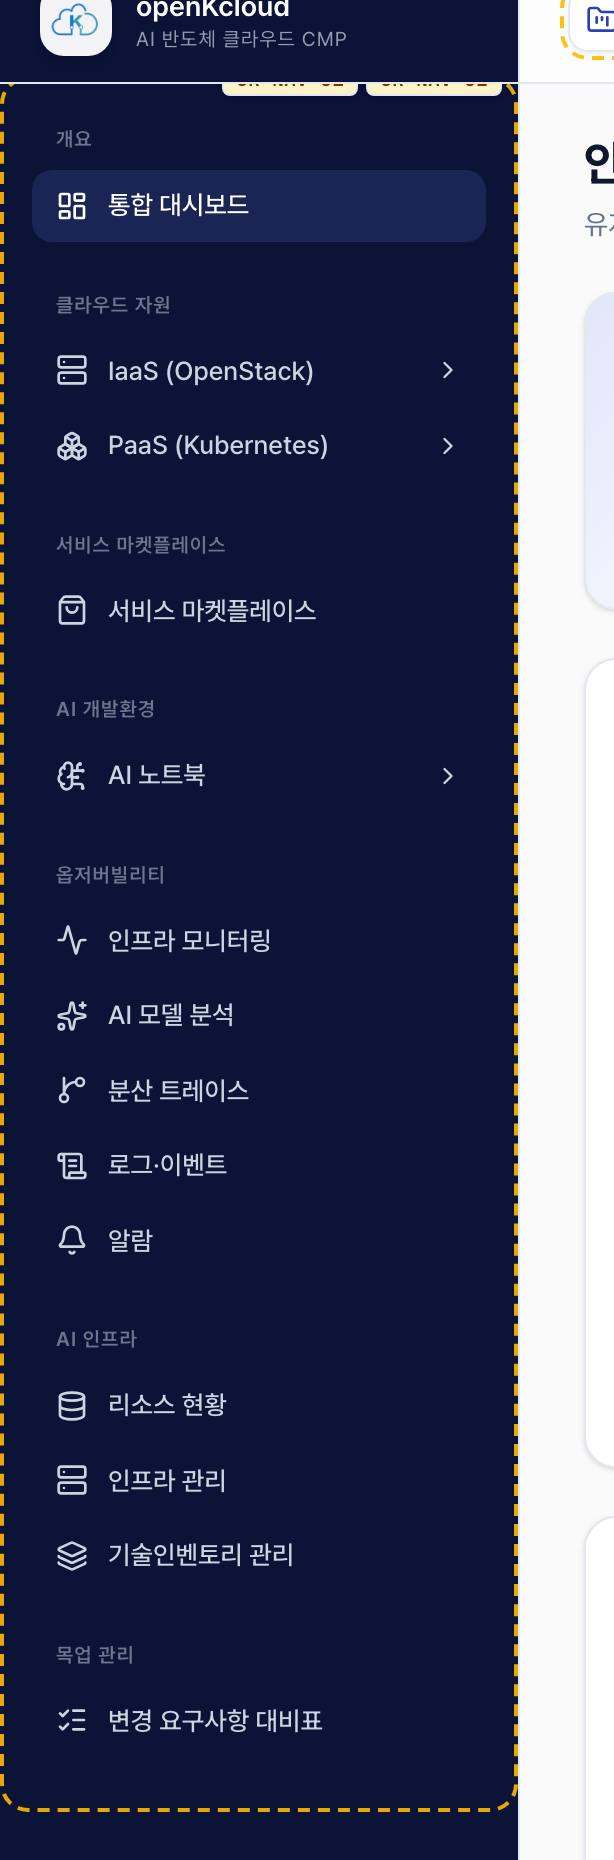 openKcloud
AI 반도체 클라우드 CMP
개요
통합 대시보드
클라우드 자원
IaaS (OpenStack)
PaaS (Kubernetes)
서비스 마켓플레이스
서비스 마켓플레이스
AI 개발환경
AI 노트북
옵저버빌리티
인프라 모니터링
AI 모델 분석
분산 트레이스
로그·이벤트
알람
AI 인프라
리소스 현황
인프라 관리
기술인벤토리 관리
목업 관리
변경 요구사항 대비표